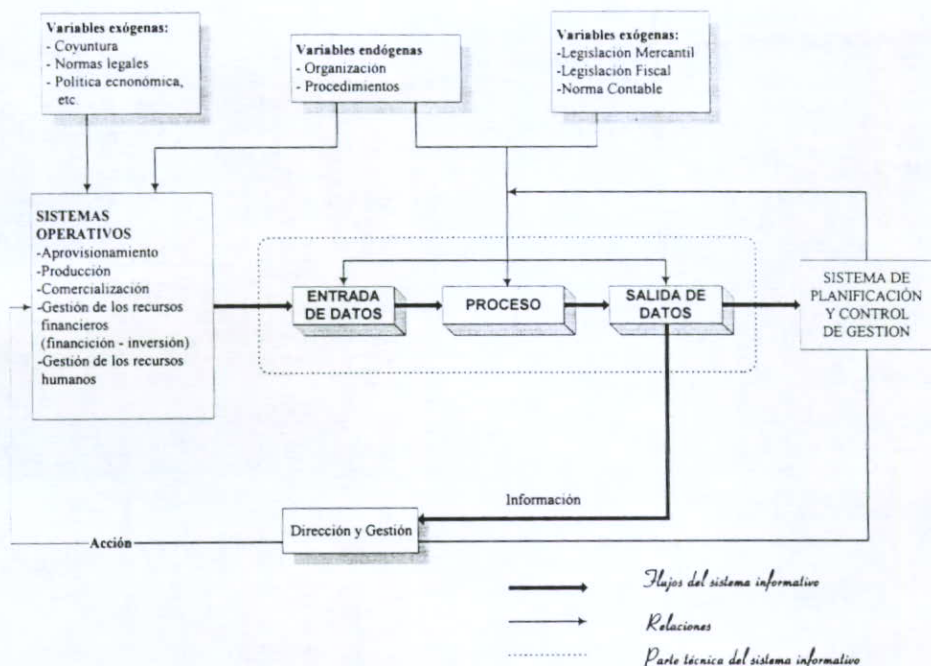 Variables exógenas:
- Coyuntura
- Normas legales
- Política ecnonómica,
etc.
Variables endógenas
- Organización
- Procedimientos
Variables exógenas:
-Legislación Mercantil
-Legislación Fiscal
-Norma Contable
SISTEMAS
OPERATIVOS
-Aprovisionamiento
-Producción
-Comercialización
-Gestión de los recursos
financieros
(financición - inversión)
-Gestión de los recursos
humanos
ENTRADA
DE DATOS
PROCESO
SALIDA DE
DATOS
SISTEMA DE
PLANIFICACIÓN
Y CONTROL
DE GESTION
Información
Dirección y Gestión
Acción
Flujos del sistema informativo
Relaciones
Parte técnica del sistema informativo